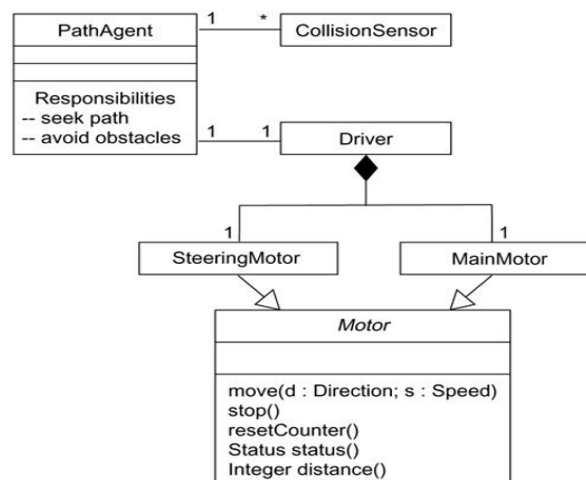 PathAgent
1
*
CollisionSensor
Responsibilities
-- seek path
-- avoid obstacles
1
1
Driver
1
1
SteeringMotor
MainMotor
Motor
move(d : Direction; s : Speed)
stop()
resetCounter()
Status status()
Integer distance()